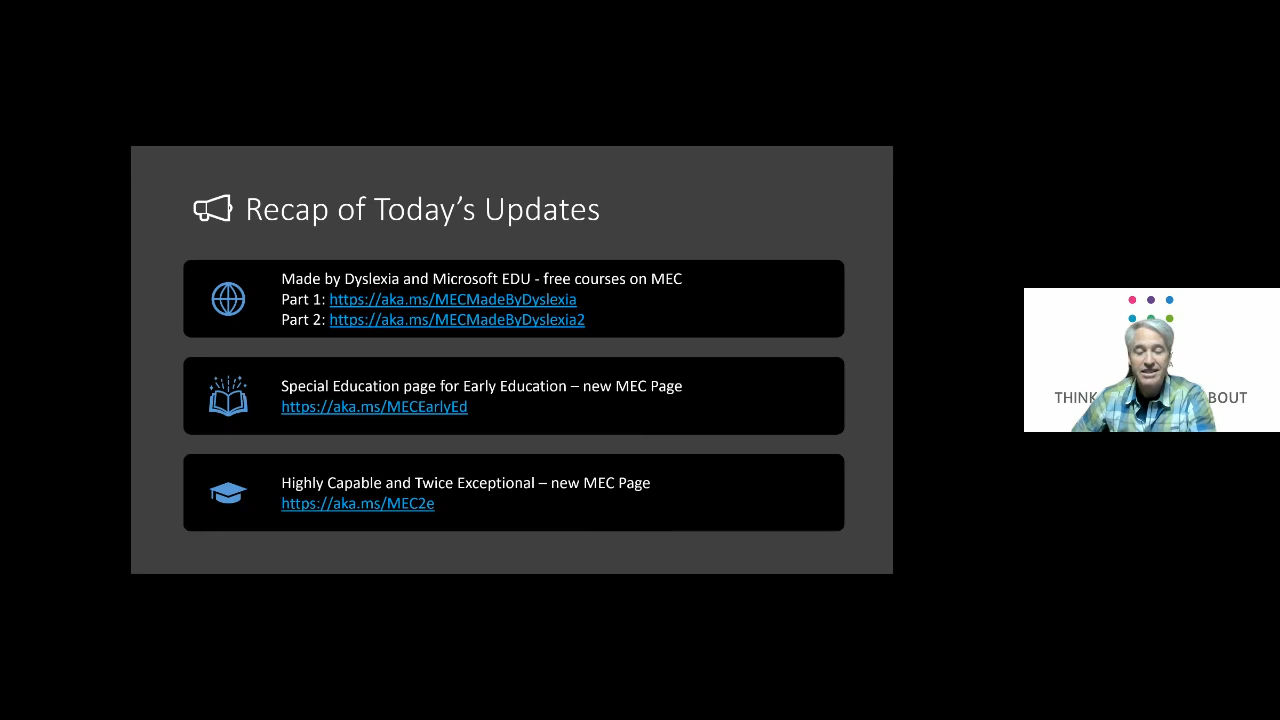 Recap of Today’s Updates
Made by Dyslexia and Microsoft EDU - free courses on MEC
Part 1: https://aka.ms/MECMadeByDyslexia
Part 2: https://aka.ms/MECMadeByDyslexia2
Special Education page for Early Education – new MEC Page
https://aka.ms/MECEarlyEd
Highly Capable and Twice Exceptional – new MEC Page
https://aka.ms/MEC2e
THINK BOUT